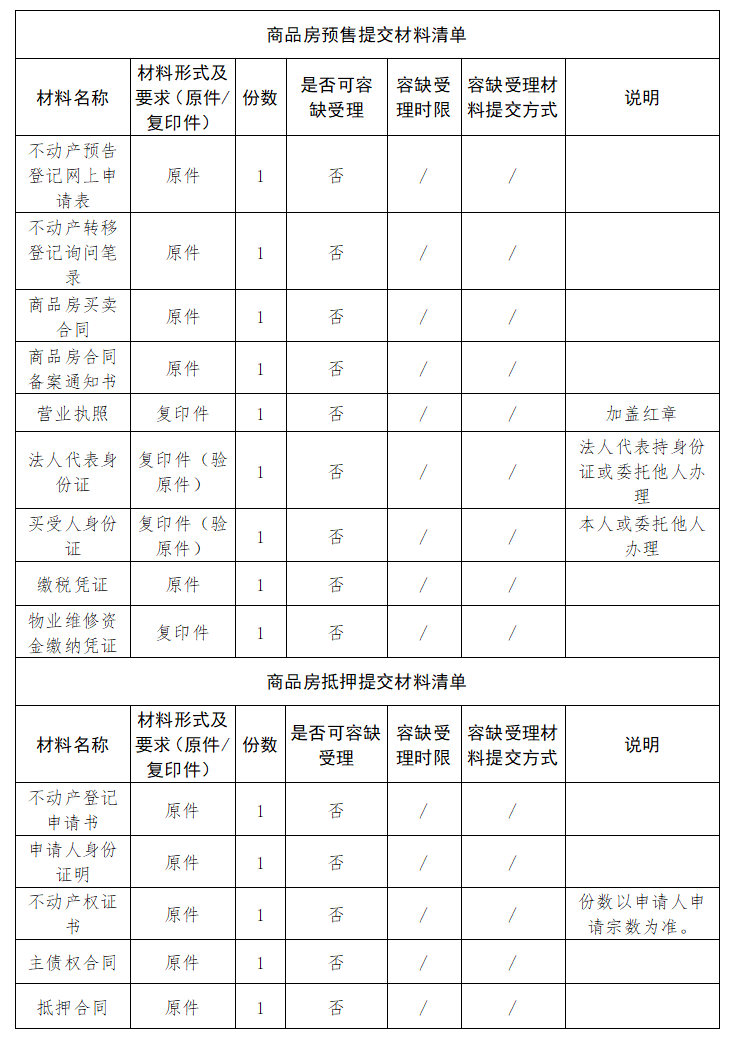 商品房预售提交材料清单
材料名称 材料形式及要求（原件/复印件） 份数 是否可容缺受理 容缺受理时限 容缺受理材料提交方式 说明
不动产预告登记网上申请表 原件 1 否 / /
不动产转移登记询问笔录 原件 1 否 / /
商品房买卖合同 原件 1 否 / /
商品房合同备案通知书 原件 1 否 / /
营业执照 复印件 1 否 / / 加盖红章
法人代表身份证 复印件（验原件） 1 否 / / 法人代表持身份证或委托他人办理
买受人身份证 复印件（验原件） 1 否 / / 本人或委托他人办理
缴税凭证 原件 1 否 / /
物业维修资金缴纳凭证 复印件 1 否 / /
商品房抵押提交材料清单
材料名称 材料形式及要求（原件/复印件） 份数 是否可容缺受理 容缺受理时限 容缺受理材料提交方式 说明
不动产登记申请书 原件 1 否 / /
申请人身份证明 原件 1 否 / /
不动产权证书 原件 1 否 / / 份数以申请人申请宗数为准。
主债权合同 原件 1 否 / /
抵押合同 原件 1 否 / /